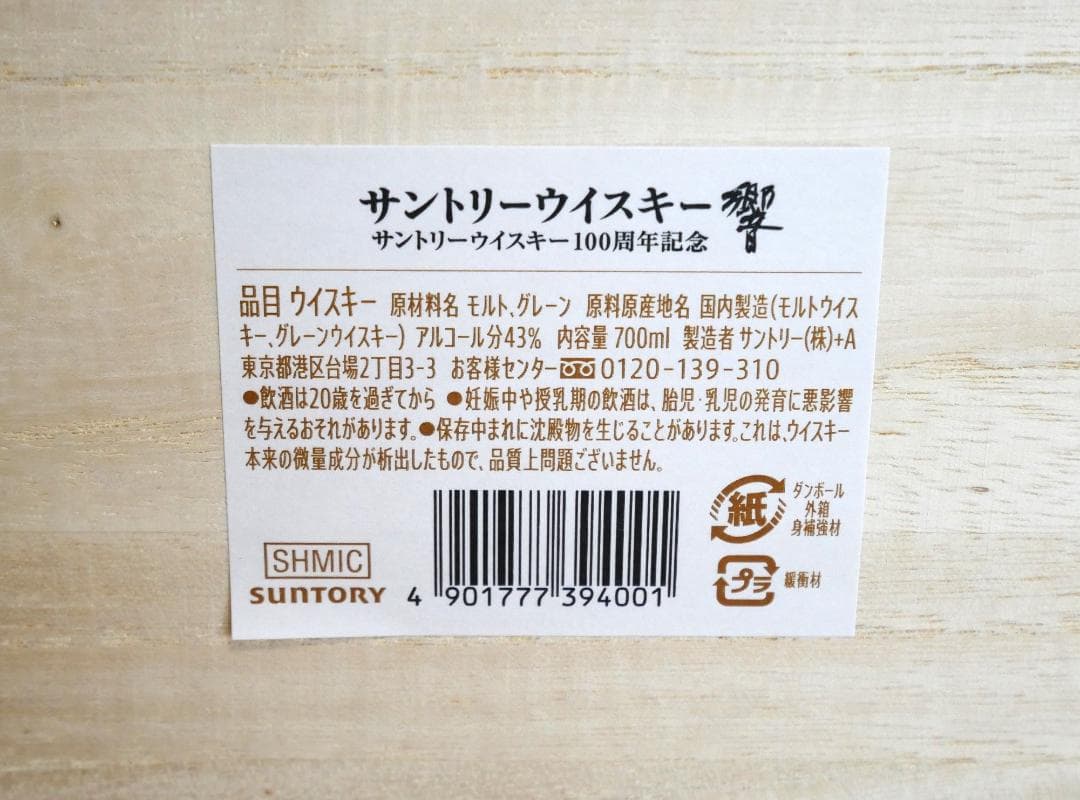 サントリーウイスキー響
サントリーウイスキー100周年記念
品目 ウイスキー 原材料名 モルト、グレーン 原料原産地名 国内製造(モルトウイス
キー、グレーンウイスキー) アルコール分43% 内容量 700ml 製造者 サントリー(株)+A
東京都港区台場2丁目3-3 お客様センター 0120-139-310
●飲酒は20歳を過ぎてから ●妊娠中や授乳期の飲酒は、胎児・乳児の発育に悪影響
を与えるおそれがあります。●保存中まれに沈殿物を生じることがあります。これは、ウイスキー
本来の微量成分が析出したもので、品質上問題ございません。
紙
ダンボール
外箱
身補強材
SHMIC
SUNTORY
4 901777 394001
プラ
緩衝材